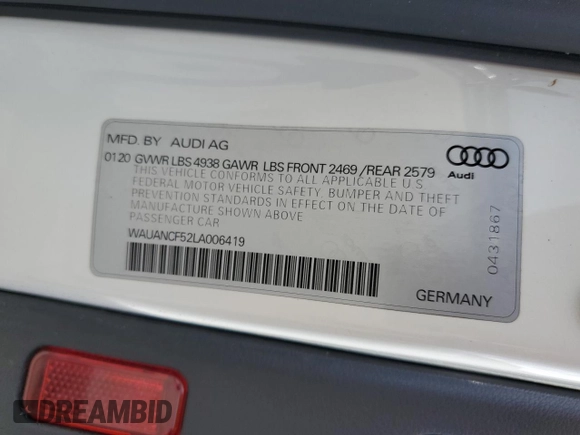 MFD. BY AUDI AG
0120 GVWR LBS 4938 GAWR LBS FRONT 2469 /REAR 2579
THIS VEHICLE CONFORMS TO ALL APPLICABLE U S
FEDERAL MOTOR VEHICLE SAFETY, BUMPER AND THEFT
PREVENTION STANDARDS IN EFFECT ON THE DATE OF
MANUFACTURE SHOWN ABOVE
PASSENGER CAR
WAUANCF52LA006419
Audi
0431867
GERMANY
DREAMBID